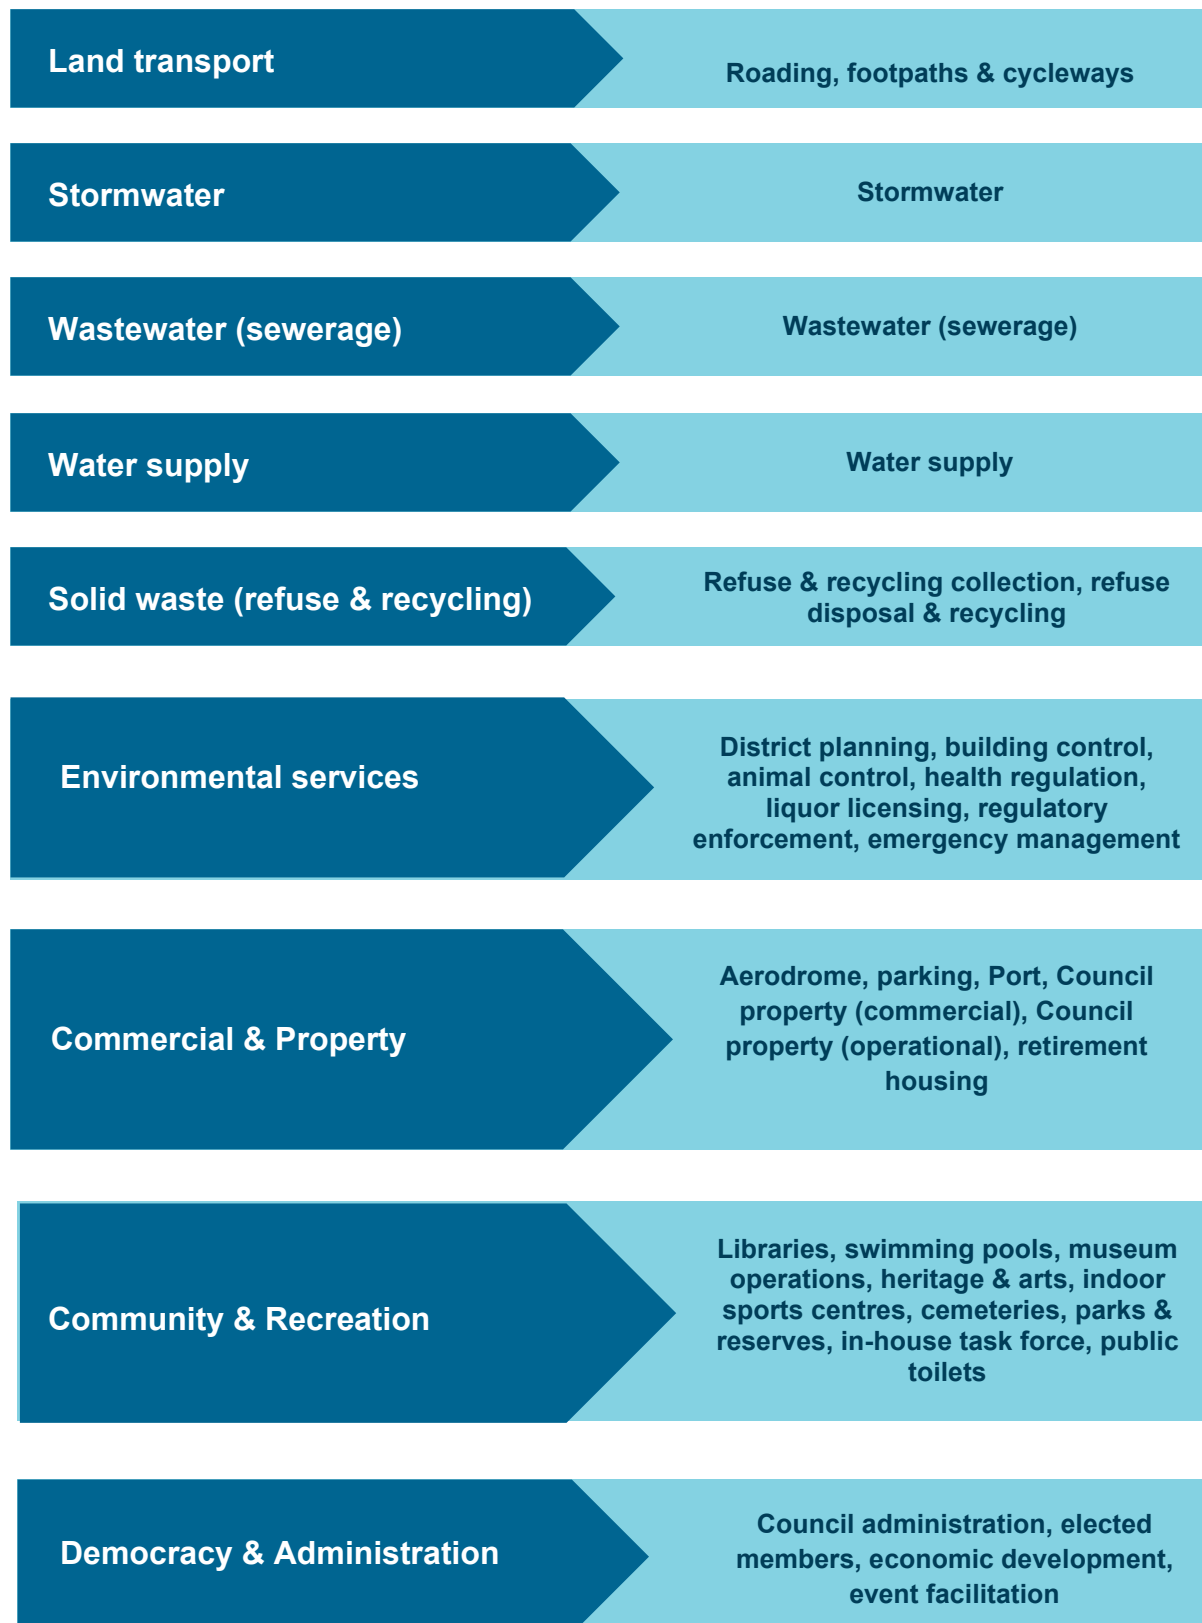 Land transport
Roading, footpaths & cycleways
Stormwater
Stormwater
Wastewater (sewerage)
Wastewater (sewerage)
Water supply
Water supply
Solid waste (refuse & recycling)
Refuse & recycling collection, refuse
disposal & recycling
Environmental services
District planning, building control,
animal control, health regulation,
liquor licensing, regulatory
enforcement, emergency management
Commercial & Property
Aerodrome, parking, Port, Council
property (commercial), Council
property (operational), retirement
housing
Community & Recreation
Libraries, swimming pools, museum
operations, heritage & arts, indoor
sports centres, cemeteries, parks &
reserves, in-house task force, public
toilets
Democracy & Administration
Council administration, elected
members, economic development,
event facilitation